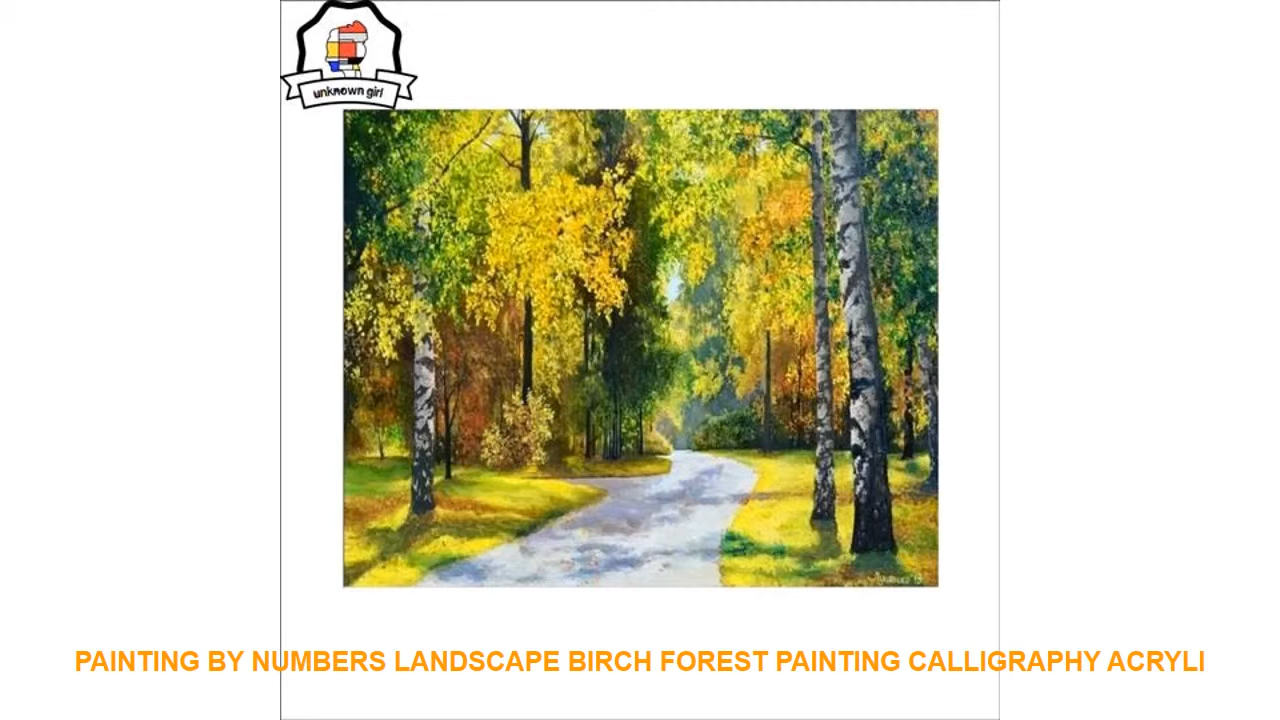 unknown girl
PAINTING BY NUMBERS LANDSCAPE BIRCH FOREST PAINTING CALLIGRAPHY ACRYLI